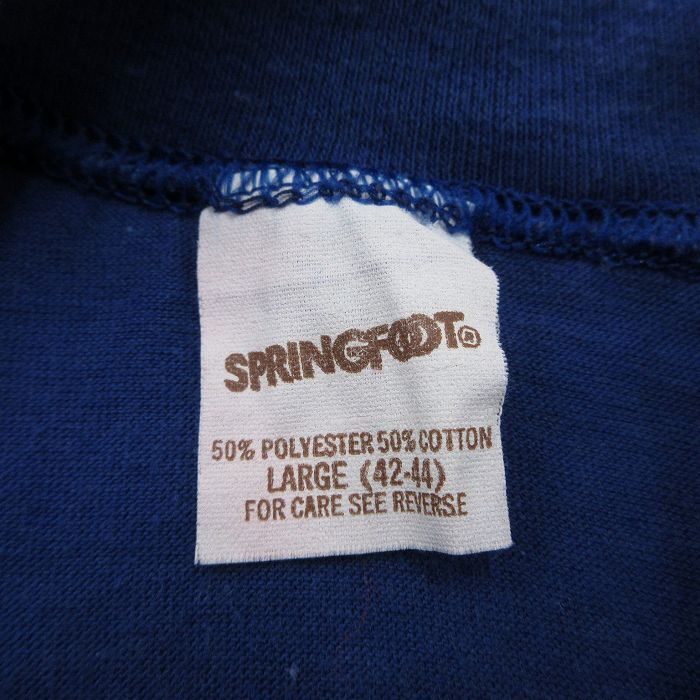 SPRINGFOOT®
50% POLYESTER 50% COTTON
LARGE (42-44)
FOR CARE SEE REVERSE